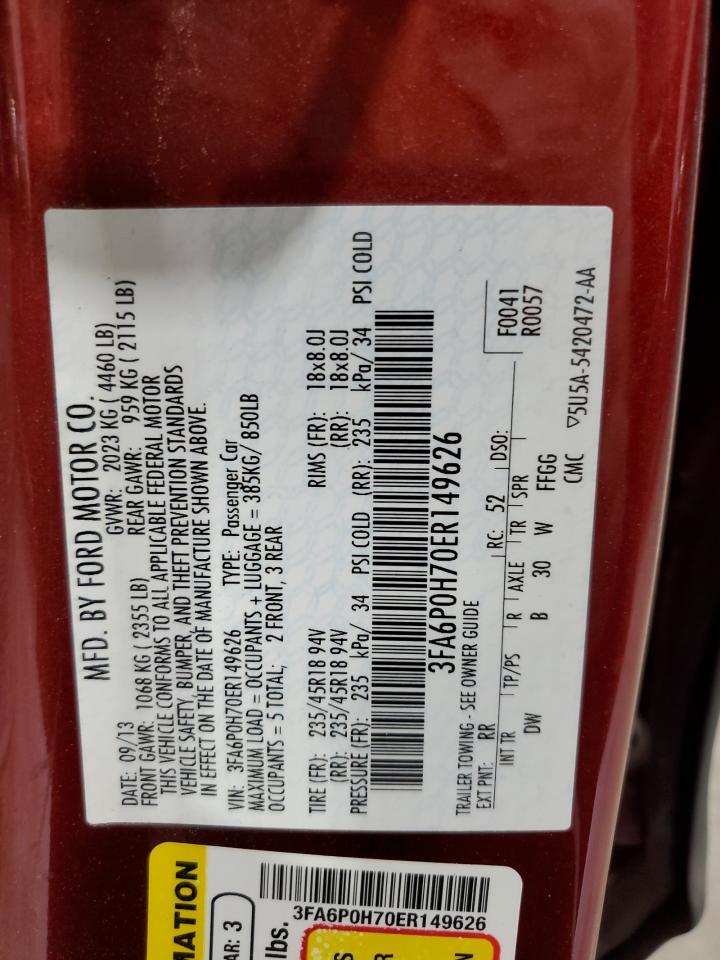 MFD. BY FORD MOTOR CO.
DATE: 09/13 GVWR: 2023 KG ( 4460 LB)
FRONT GAWR: 1068 KG ( 2355 LB) REAR GAWR: 959 KG ( 2115 LB)
THIS VEHICLE CONFORMS TO ALL APPLICABLE FEDERAL MOTOR
VEHICLE SAFETY, BUMPER, AND THEFT PREVENTION STANDARDS
IN EFFECT ON THE DATE OF MANUFACTURE SHOWN ABOVE.
VIN: 3FA6P0H70ER149626 TYPE: Passenger Car
MAXIMUM LOAD = OCCUPANTS + LUGGAGE = 385KG/ 850LB
OCCUPANTS = 5 TOTAL; 2 FRONT, 3 REAR
TIRE (FR): 235/45R18 94V RIMS (FR): 18x8.0J
(RR): 235/45R18 94V (RR): 18x8.0J
PRESSURE (FR): 235 kPa/ 34 PSI COLD (RR): 235 kPa/ 34 PSI COLD
3FA6P0H70ER149626
TRAILER TOWING - SEE OWNER GUIDE
EXT PNT: RR RC: 52 DSO: F0041
INT TR TP/PS R AXLE TR SPR R0057
DW B 30 W FFGG
CMC ▽5U5A-5420472-AA
MATION
AR: 3
lbs.
3FA6P0H70ER149626
S
R
N